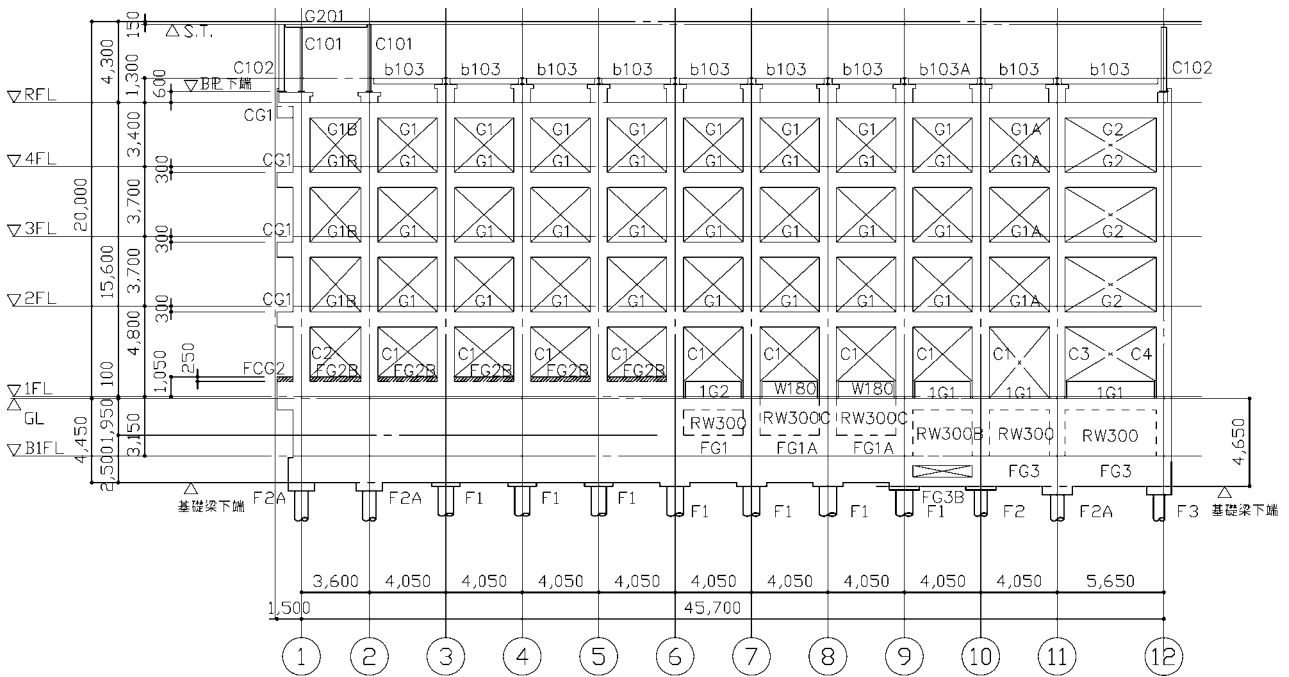 G201
150
△ S.T.
C101 C101
4,300
1,300
C102 b103 b103 b103 b103 b103 b103 b103 b103A b103 b103 C102
600
▽BPL下端
▽RFL
CG1
3,400
G1B G1 G1 G1 G1 G1 G1 G1 G1 G1A G2
▽4FL
CG1 G1B G1 G1 G1 G1 G1 G1 G1 G1 G1A G2
300
20,000
3,700
▽3FL
CG1 G1B G1 G1 G1 G1 G1 G1 G1 G1 G1A G2
300
15,600
3,700
▽2FL
CG1 G1B G1 G1 G1 G1 G1 G1 G1 G1 G1A G2
300
4,800
C2 C1 C1 C1 C1 C1 C1 C1 C1 C1 C3 C4
250
FCG2 FG2B FG2B FG2B FG2B FG2B
1,050
100
▽1FL
1G2 W180 W180 1G1 1G1 1G1
GL
4,450
1,950
RW300 RW300C RW300C RW300B RW300 RW300
3,150
4,650
▽B1FL
FG1 FG1A FG1A
2,500
FG3 FG3
基礎梁下端
F2A F2A F1 F1 F1 FG3B
F1 F1 F1 F1 F2 F2A F3
基礎梁下端
3,600 4,050 4,050 4,050 4,050 4,050 4,050 4,050 4,050 4,050 5,650
1,500 45,700
1 2 3 4 5 6 7 8 9 10 11 12